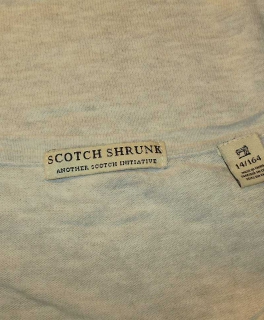 SCOTCH SHRUNK
ANOTHER SCOTCH INITIATIVE
14/164